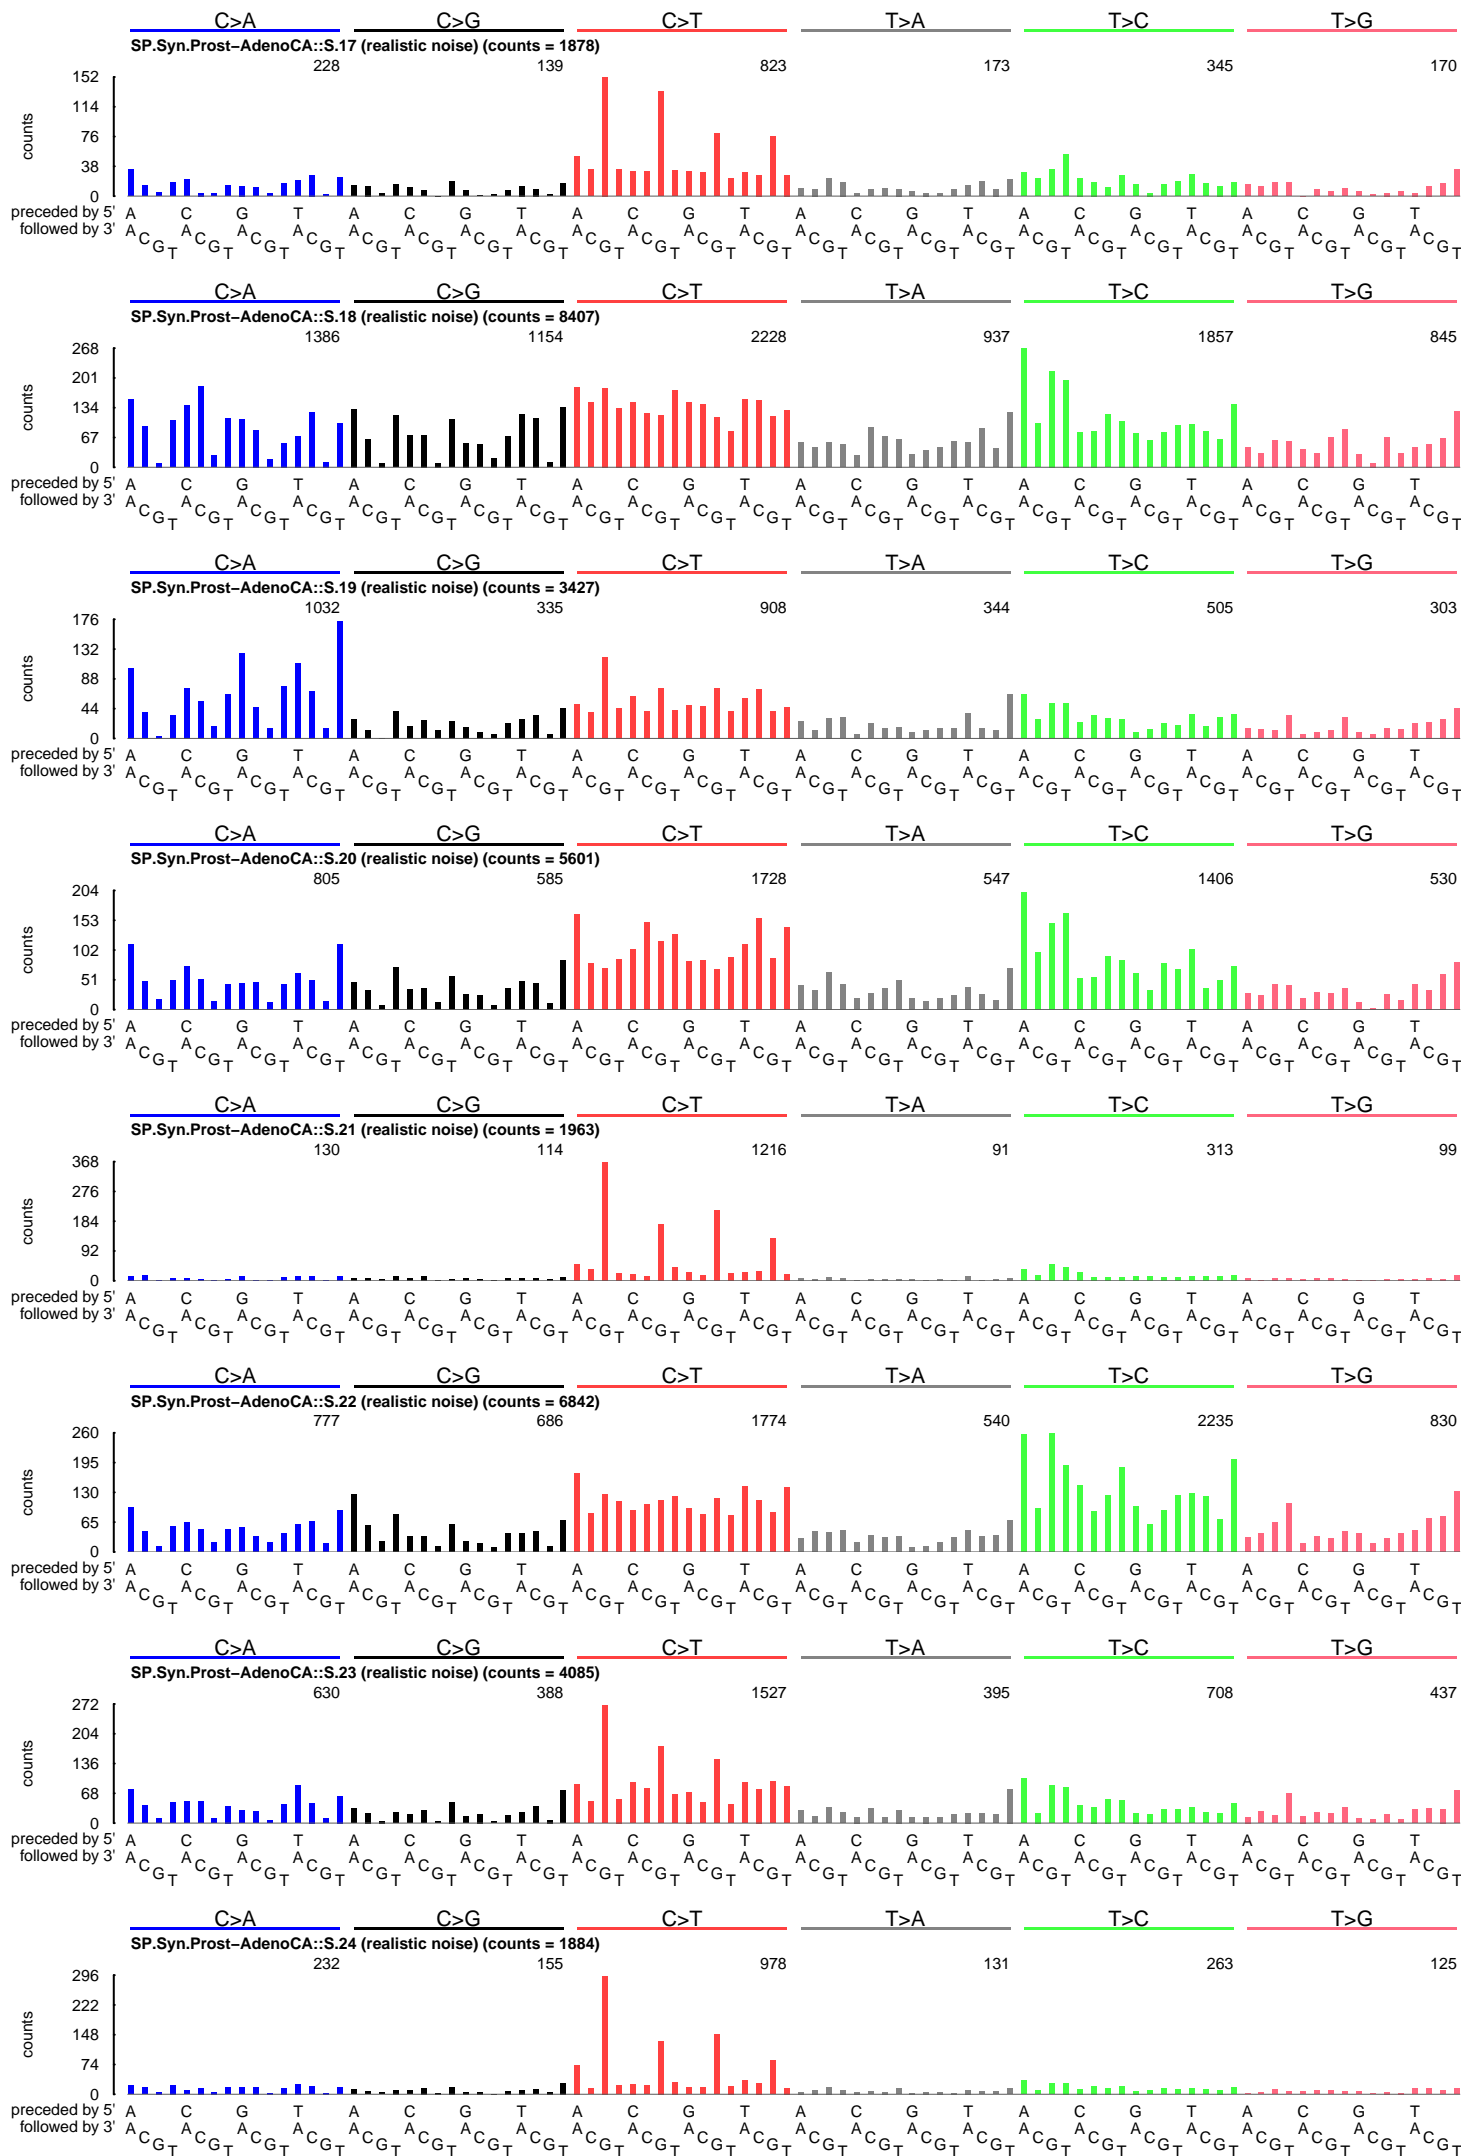 C>A C>G C>T T>A T>C T>G
SP.Syn.Prost−AdenoCA::S.17 (realistic noise) (counts = 1878)
228 139 823 173 345 170
152
114
76
38
0
counts
preceded by 5' A C G T A C G T A C G T A C G T A C G T A C G T
followed by 3' A C G T A C G T A C G T A C G T A C G T A C G T A C G T A C G T A C G T A C G T A C G T A C G T A C G T A C G T A C G T A C G T A C G T A C G T A C G T A C G T A C G T A C G T A C G T A C G T
C>A C>G C>T T>A T>C T>G
SP.Syn.Prost−AdenoCA::S.18 (realistic noise) (counts = 8407)
1386 1154 2228 937 1857 845
268
201
134
67
0
counts
preceded by 5' A C G T A C G T A C G T A C G T A C G T A C G T
followed by 3' A C G T A C G T A C G T A C G T A C G T A C G T A C G T A C G T A C G T A C G T A C G T A C G T A C G T A C G T A C G T A C G T A C G T A C G T A C G T A C G T A C G T A C G T A C G T A C G T
C>A C>G C>T T>A T>C T>G
SP.Syn.Prost−AdenoCA::S.19 (realistic noise) (counts = 3427)
1032 335 908 344 505 303
176
132
88
44
0
counts
preceded by 5' A C G T A C G T A C G T A C G T A C G T A C G T
followed by 3' A C G T A C G T A C G T A C G T A C G T A C G T A C G T A C G T A C G T A C G T A C G T A C G T A C G T A C G T A C G T A C G T A C G T A C G T A C G T A C G T A C G T A C G T A C G T A C G T
C>A C>G C>T T>A T>C T>G
SP.Syn.Prost−AdenoCA::S.20 (realistic noise) (counts = 5601)
805 585 1728 547 1406 530
204
153
102
51
0
counts
preceded by 5' A C G T A C G T A C G T A C G T A C G T A C G T
followed by 3' A C G T A C G T A C G T A C G T A C G T A C G T A C G T A C G T A C G T A C G T A C G T A C G T A C G T A C G T A C G T A C G T A C G T A C G T A C G T A C G T A C G T A C G T A C G T A C G T
C>A C>G C>T T>A T>C T>G
SP.Syn.Prost−AdenoCA::S.21 (realistic noise) (counts = 1963)
130 114 1216 91 313 99
368
276
184
92
0
counts
preceded by 5' A C G T A C G T A C G T A C G T A C G T A C G T
followed by 3' A C G T A C G T A C G T A C G T A C G T A C G T A C G T A C G T A C G T A C G T A C G T A C G T A C G T A C G T A C G T A C G T A C G T A C G T A C G T A C G T A C G T A C G T A C G T A C G T
C>A C>G C>T T>A T>C T>G
SP.Syn.Prost−AdenoCA::S.22 (realistic noise) (counts = 6842)
777 686 1774 540 2235 830
260
195
130
65
0
counts
preceded by 5' A C G T A C G T A C G T A C G T A C G T A C G T
followed by 3' A C G T A C G T A C G T A C G T A C G T A C G T A C G T A C G T A C G T A C G T A C G T A C G T A C G T A C G T A C G T A C G T A C G T A C G T A C G T A C G T A C G T A C G T A C G T A C G T
C>A C>G C>T T>A T>C T>G
SP.Syn.Prost−AdenoCA::S.23 (realistic noise) (counts = 4085)
630 388 1527 395 708 437
272
204
136
68
0
counts
preceded by 5' A C G T A C G T A C G T A C G T A C G T A C G T
followed by 3' A C G T A C G T A C G T A C G T A C G T A C G T A C G T A C G T A C G T A C G T A C G T A C G T A C G T A C G T A C G T A C G T A C G T A C G T A C G T A C G T A C G T A C G T A C G T A C G T
C>A C>G C>T T>A T>C T>G
SP.Syn.Prost−AdenoCA::S.24 (realistic noise) (counts = 1884)
232 155 978 131 263 125
296
222
148
74
0
counts
preceded by 5' A C G T A C G T A C G T A C G T A C G T A C G T
followed by 3' A C G T A C G T A C G T A C G T A C G T A C G T A C G T A C G T A C G T A C G T A C G T A C G T A C G T A C G T A C G T A C G T A C G T A C G T A C G T A C G T A C G T A C G T A C G T A C G T